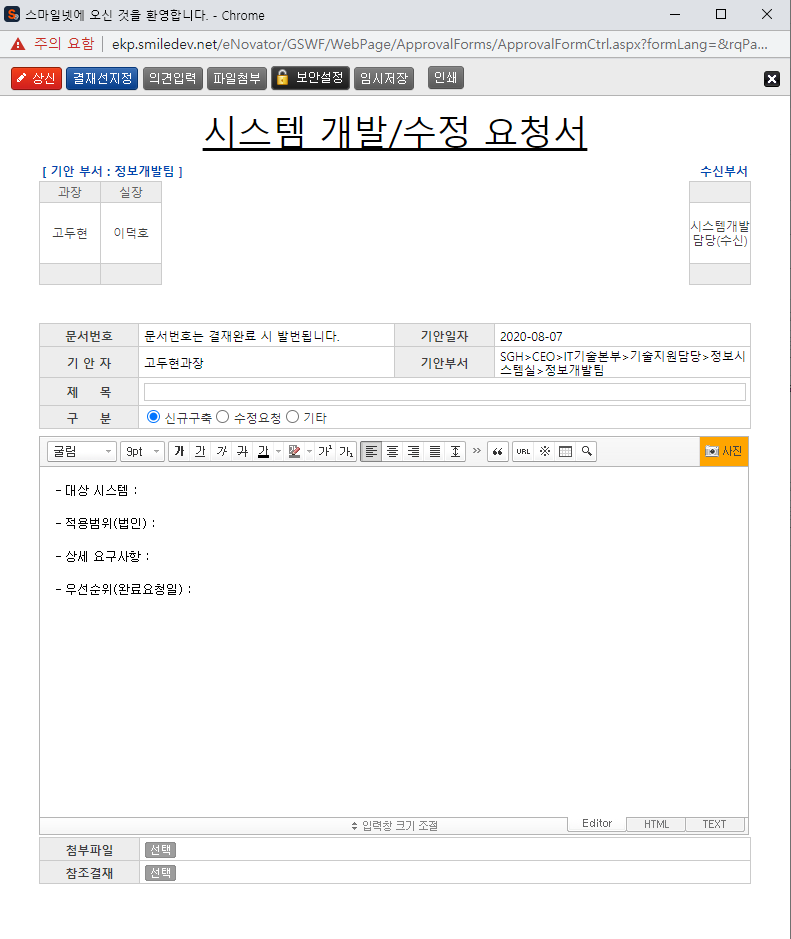 스마일넷에 오신 것을 환영합니다. - Chrome
주의 요함 | ekp.smiledev.net/eNovator/GSWF/WebPage/ApprovalForms/ApprovalFormCtrl.aspx?formLang=&rqPa...
상신 결재선지정 의견입력 파일첨부 보안설정 임시저장 인쇄
시스템 개발/수정 요청서
[ 기안 부서 : 정보개발팀 ] 수신부서
과장 실장
고두현 이덕호 시스템개발
담당(수신)
문서번호 문서번호는 결재완료 시 발번됩니다. 기안일자 2020-08-07
기 안 자 고두현과장 기안부서 SGH>CEO>IT기술본부>기술지원담당>정보시
스템실>정보개발팀
제 목
구 분 신규구축 수정요청 기타
굴림 9pt 가 가 가 가 가 가¹ 가₁ » “ URL ※ 사진
- 대상 시스템 :
- 적용범위(법인) :
- 상세 요구사항 :
- 우선순위(완료요청일) :
입력창 크기 조절 Editor HTML TEXT
첨부파일 선택
참조결재 선택